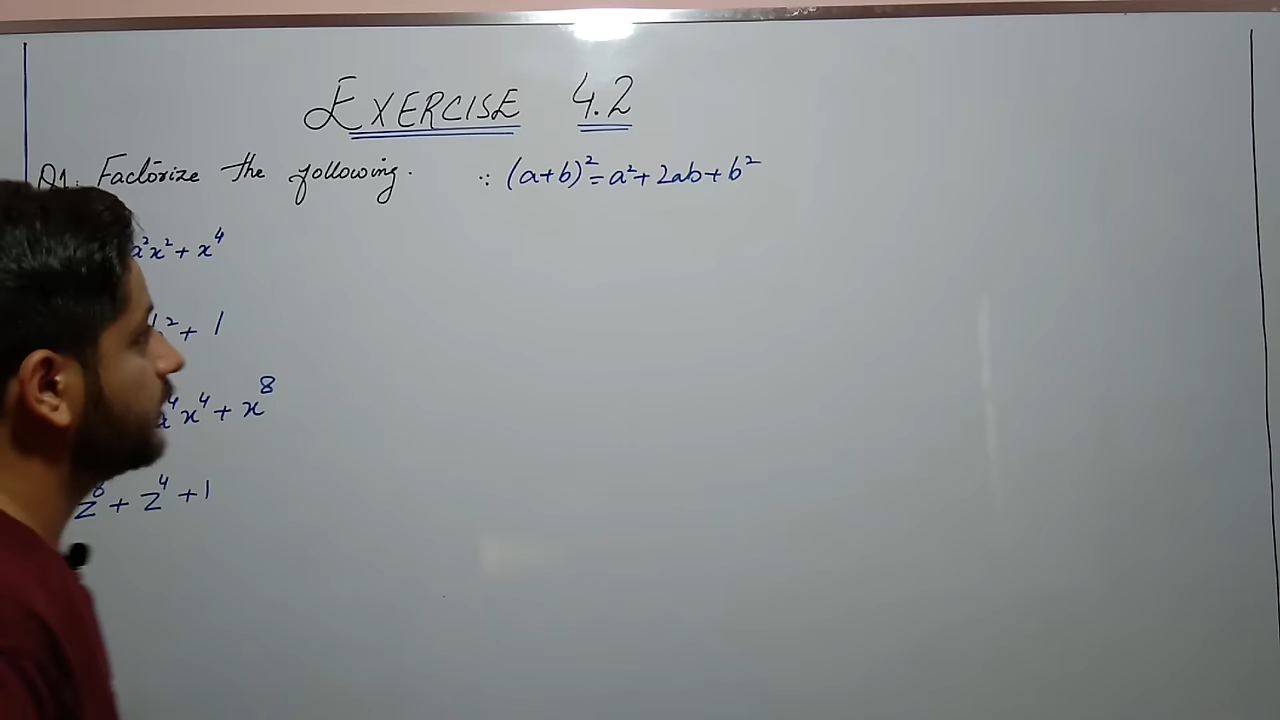 EXERCISE 4.2
Q1. Factorize the following. ∵ (a+b)² = a² + 2ab + b²
a²x² + x⁴
² + 1
x⁴ + x⁸
z⁸ + z⁴ + 1